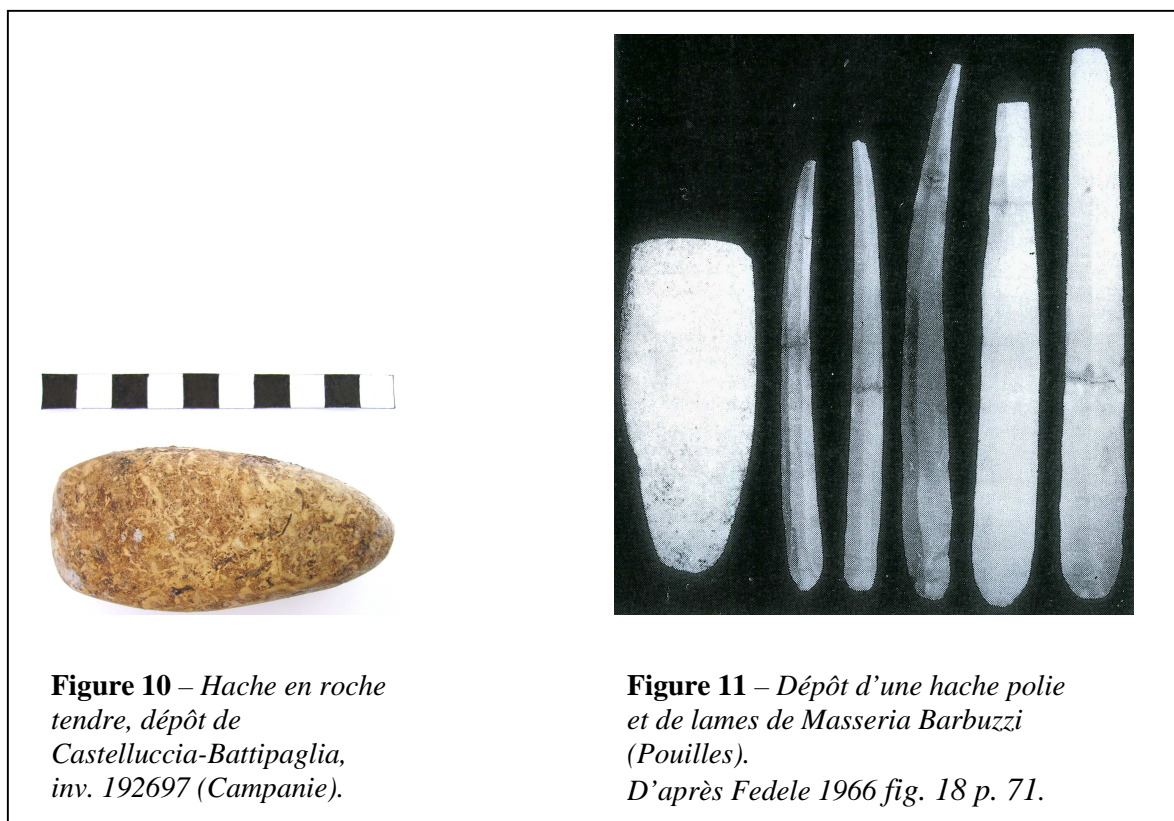 Figure 10 – Hache en roche
tendre, dépôt de
Castelluccia-Battipaglia,
inv. 192697 (Campanie).
Figure 11 – Dépôt d’une hache polie
et de lames de Masseria Barbuzzi
(Pouilles).
D’après Fedele 1966 fig. 18 p. 71.